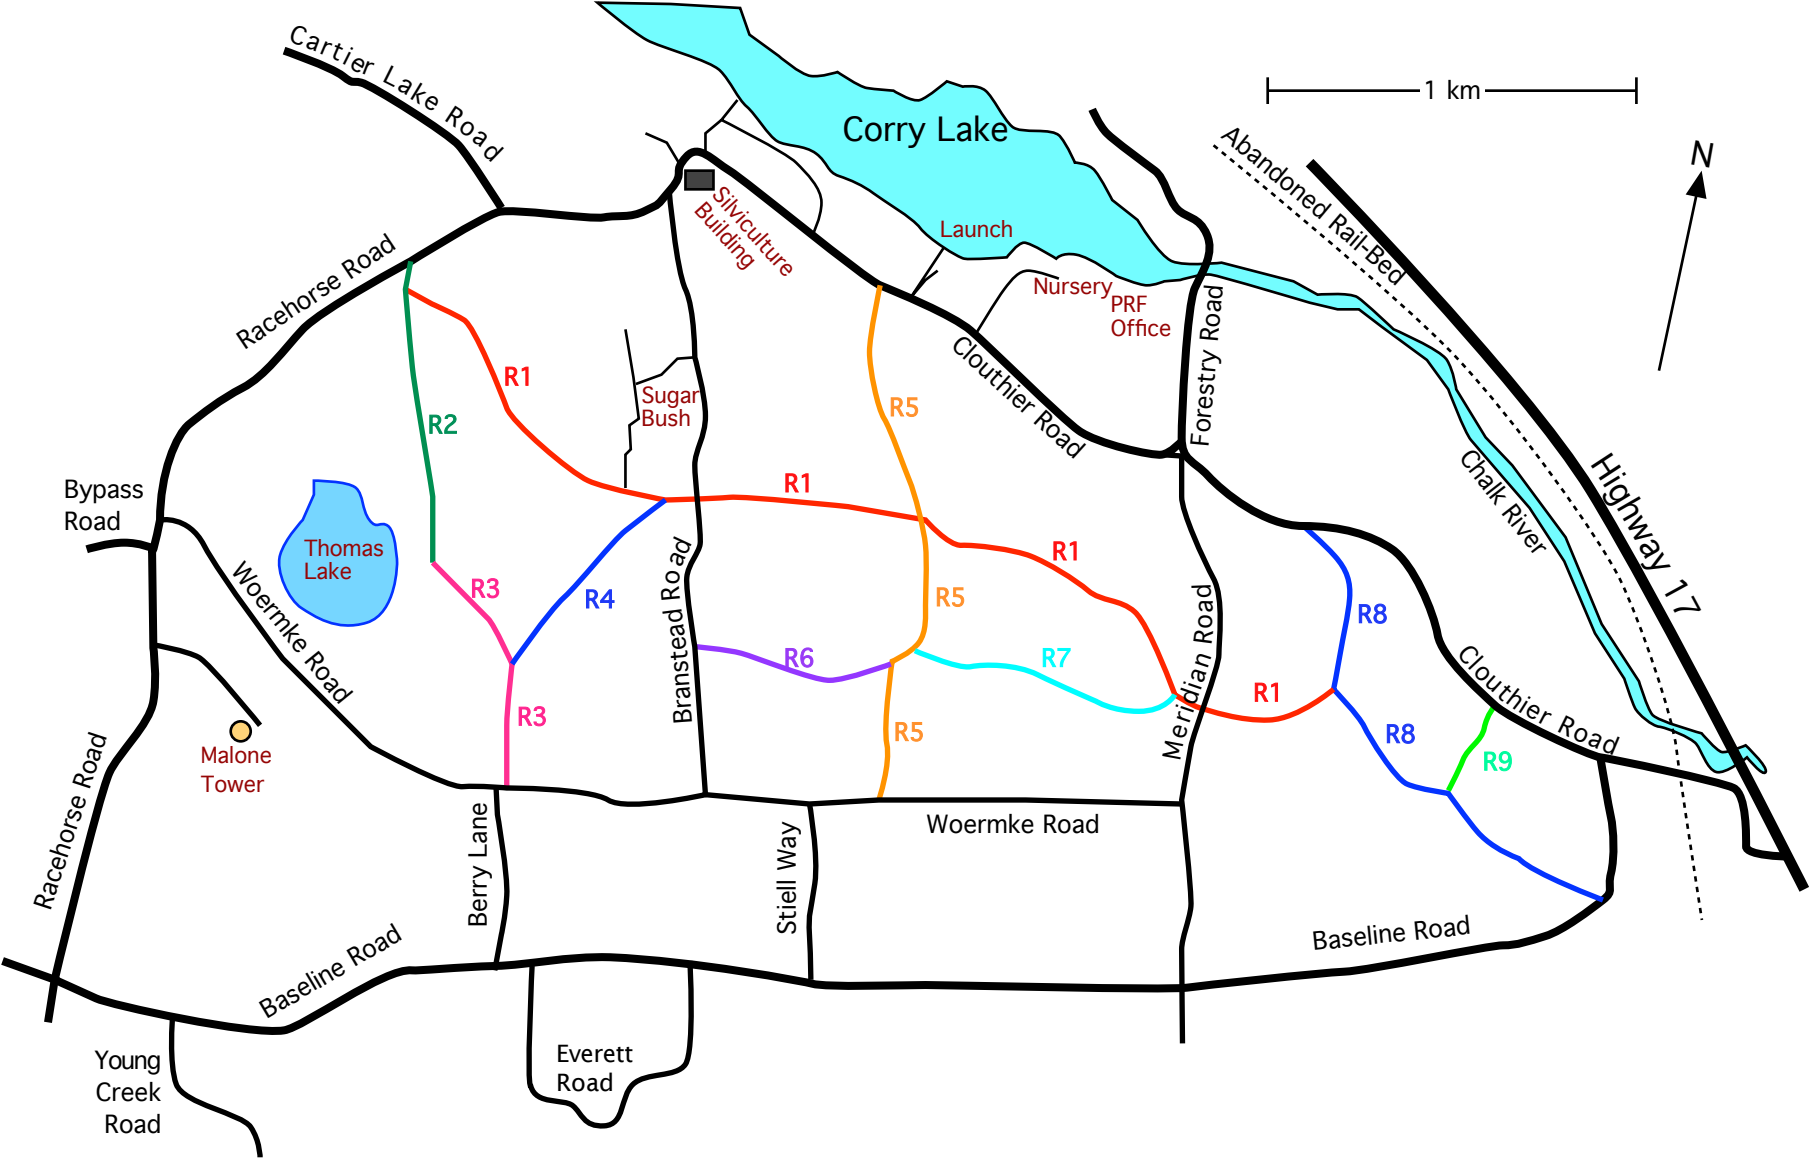 Cartier Lake Road
Corry Lake
1 km
N
Abandoned Rail-Bed
Silviculture
Building
Launch
Racehorse Road
Nursery
PRF
Office
Forestry Road
Clouthier Road
R1
Sugar
Bush
R2
R5
Highway 17
Chalk River
Bypass
Road
R1
Thomas
Lake
R1
Woermke Road
R3
R4
Branstead Road
R5
Meridian Road
R8
R6
R7
Clouthier Road
R1
R3
R5
R8
R9
Malone
Tower
Racehorse Road
Berry Lane
Stiell Way
Woermke Road
Baseline Road
Baseline Road
Young
Creek
Road
Everett
Road